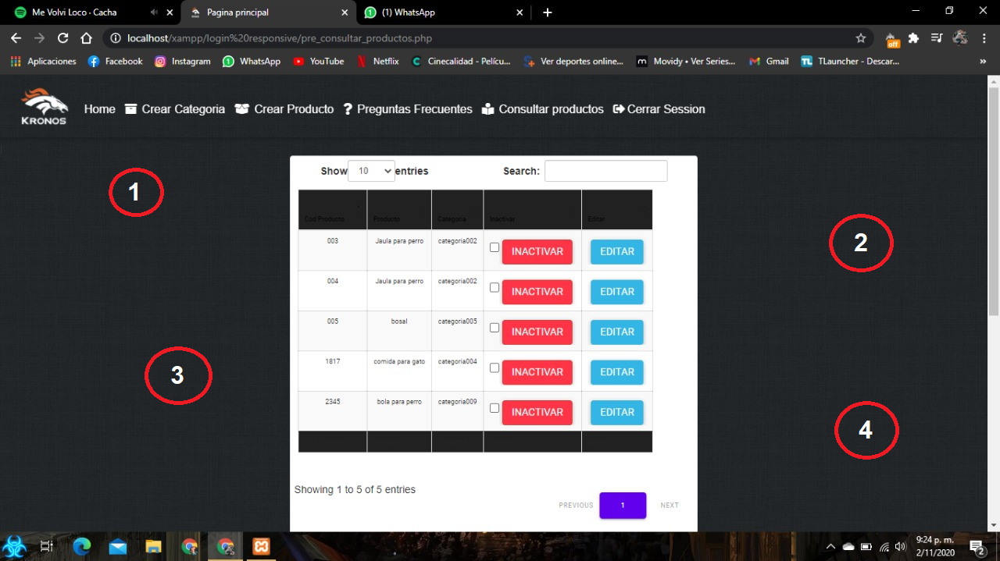 Me Volvi Loco · Cacha
Pagina principal
(1) WhatsApp
localhost/xampp/login%20responsive/pre_consultar_productos.php
off
Aplicaciones Facebook Instagram WhatsApp YouTube Netflix Cinecalidad - Pelícu... Ver deportes online... Movidy • Ver Series... Gmail TLauncher - Descar... »
KRONOS
Home Crear Categoria Crear Producto Preguntas Frecuentes Consultar productos Cerrar Session
Show 10 entries Search:
1
2
3
4
Cod Producto Producto Categoria Inactivar Editar
003 Jaula para perro categoria002 INACTIVAR EDITAR
004 Jaula para perro categoria002 INACTIVAR EDITAR
005 bosal categoria005 INACTIVAR EDITAR
1817 comida para gato categoria004 INACTIVAR EDITAR
2345 bola para perro categoria009 INACTIVAR EDITAR
Showing 1 to 5 of 5 entries
PREVIOUS 1 NEXT
9:24 p. m.
2/11/2020
2